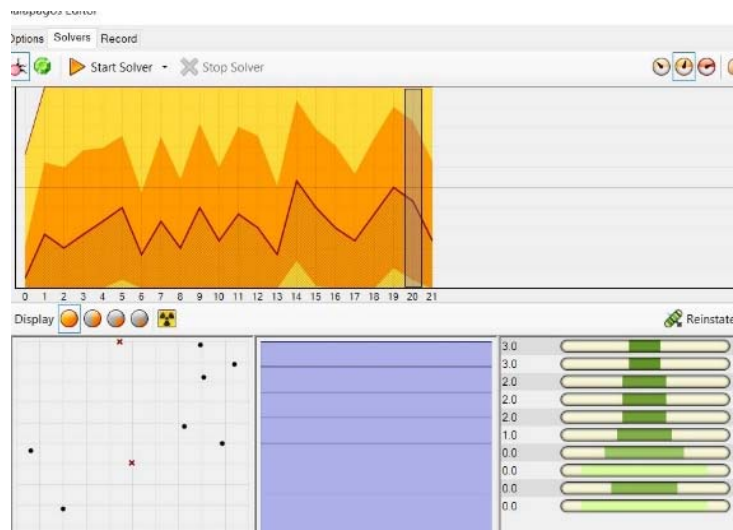 Galapagos Editor
Options Solvers Record
Start Solver Stop Solver
0 1 2 3 4 5 6 7 8 9 10 11 12 13 14 15 16 17 18 19 20 21
Display Reinstate
3.0
3.0
2.0
2.0
2.0
1.0
0.0
0.0
0.0
0.0